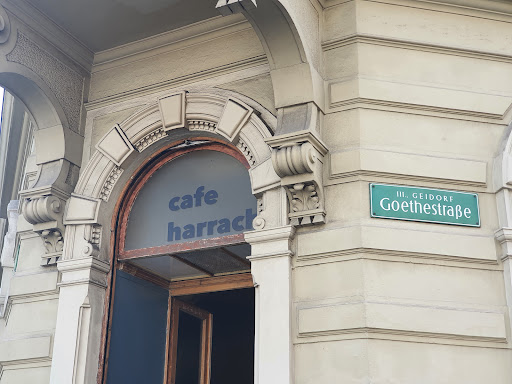 cafe
harrach
III. GEIDORF
Goethestraße